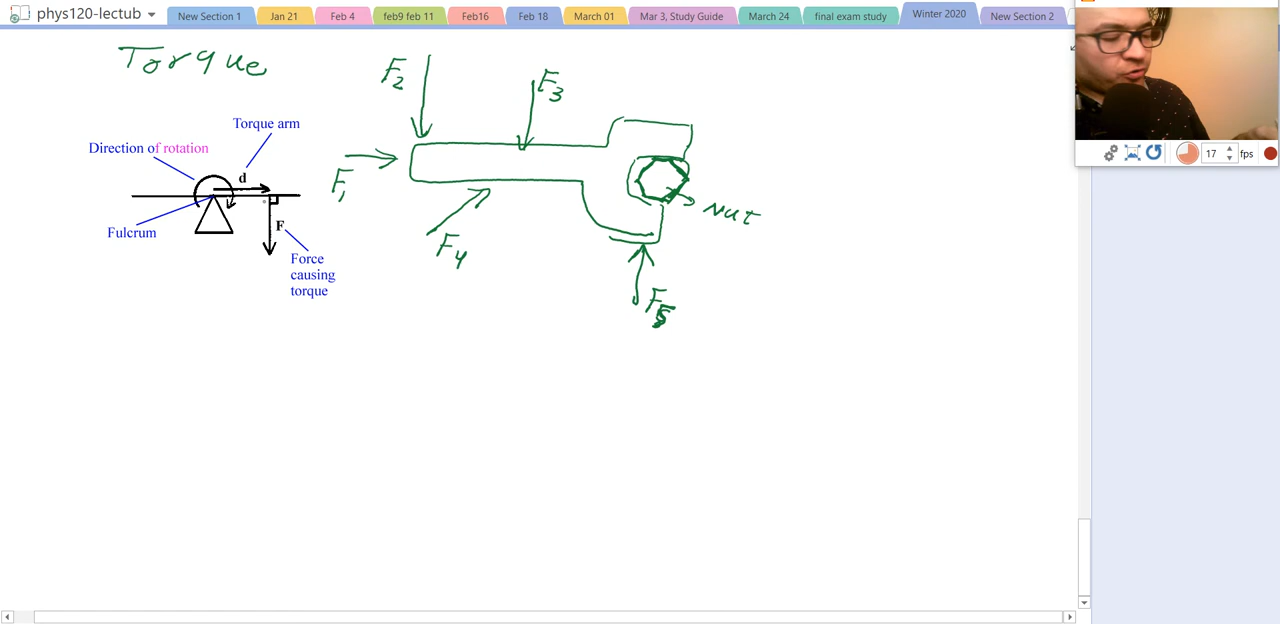 phys120-lectub
New Section 1
Jan 21
Feb 4
feb9 feb 11
Feb16
Feb 18
March 01
Mar 3, Study Guide
March 24
final exam study
Winter 2020
New Section 2
Torque
Torque arm
Direction of rotation
d
Fulcrum
F
Force
causing
torque
F2
F3
F1
F4
Nut
F5
17 fps